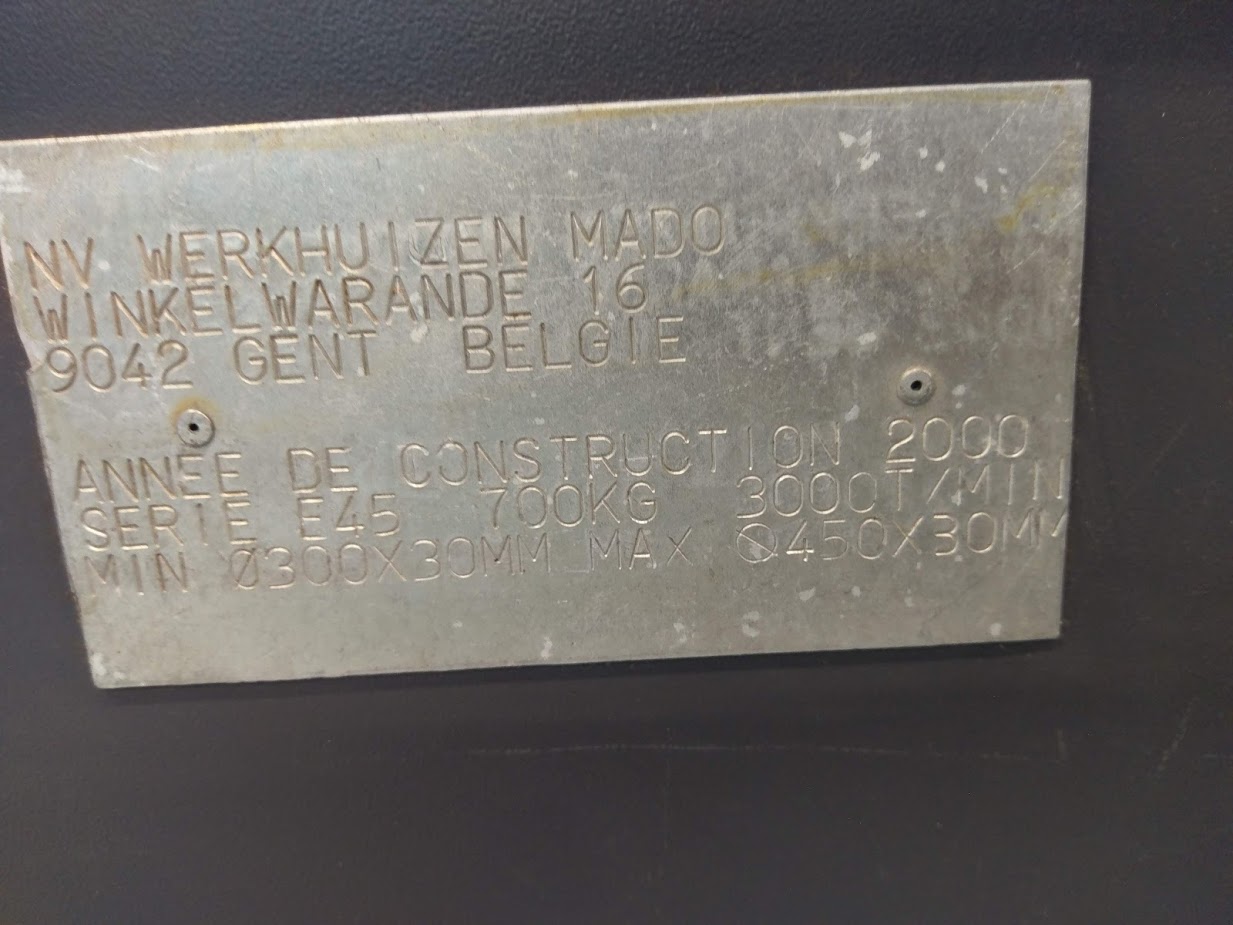 NV WERKHUIZEN MADO
WINKELWARANDE 16
9042 GENT BELGIE
ANNEE DE CONSTRUCTION 2000
SERIE E45 700KG 3000T/MIN
MIN Ø300X30MM MAX Ø450X30MM